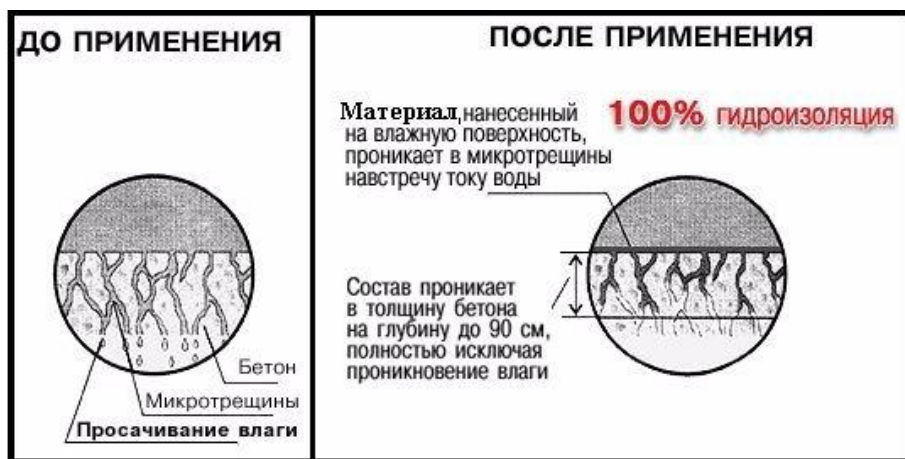 ДО ПРИМЕНЕНИЯ
Бетон
Микротрещины
Просачивание влаги
ПОСЛЕ ПРИМЕНЕНИЯ
Материал, нанесенный
на влажную поверхность,
проникает в микротрещины
навстречу току воды
100% гидроизоляция
Состав проникает
в толщину бетона
на глубину до 90 см,
полностью исключая
проникновение влаги